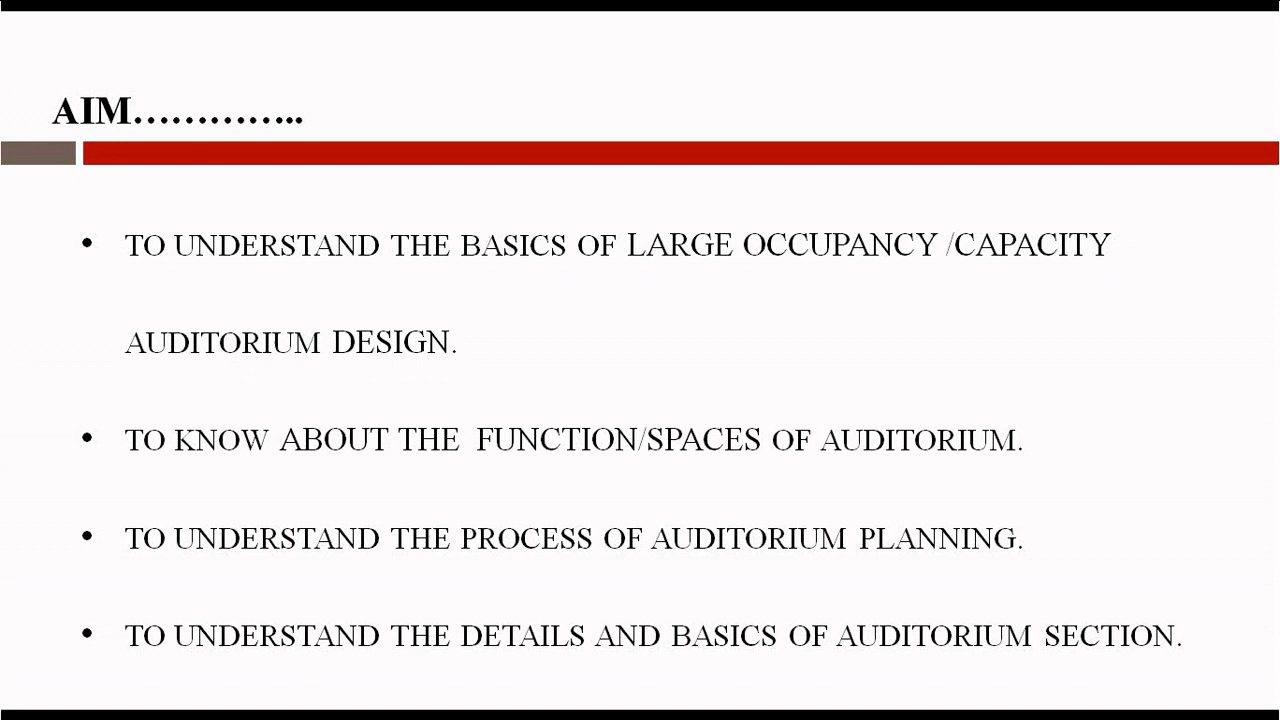 AIM…………..
• TO UNDERSTAND THE BASICS OF LARGE OCCUPANCY /CAPACITY
AUDITORIUM DESIGN.
• TO KNOW ABOUT THE FUNCTION/SPACES OF AUDITORIUM.
• TO UNDERSTAND THE PROCESS OF AUDITORIUM PLANNING.
• TO UNDERSTAND THE DETAILS AND BASICS OF AUDITORIUM SECTION.